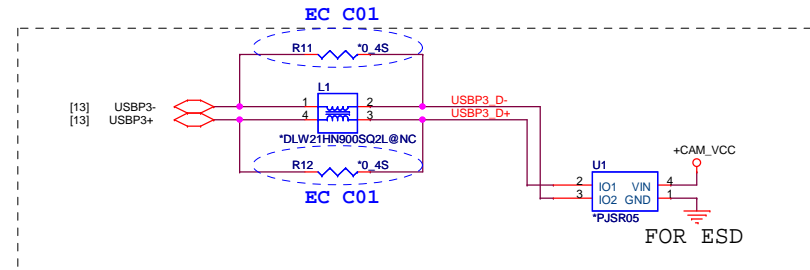 EC C01
R11 *0_4S
L1
[13] USBP3- 1 2 USBP3_D-
[13] USBP3+ 4 3 USBP3_D+
*DLW21HN900SQ2L@NC
R12 *0_4S
EC C01
+CAM_VCC
U1
2 IO1 VIN 4
3 IO2 GND 1
*PJSR05
FOR ESD